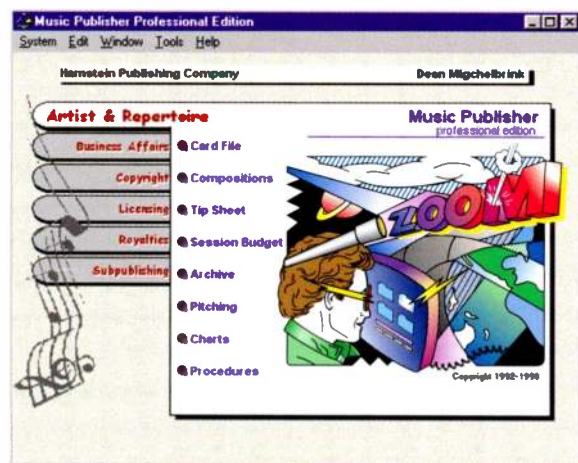 Music Publisher Professional Edition
System Edit Window Tools Help
Hamstein Publishing Company
Dean Migchelbrink
Artist & Repertoire
Music Publisher
professional edition
Business Affairs
Copyright
Licensing
Royalties
Subpublishing
Card File
Compositions
Tip Sheet
Session Budget
Archive
Pitching
Charts
Procedures
ZOOM!
Copyright 1992-1998